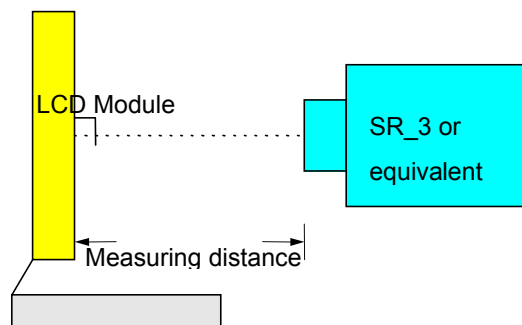 LCD Module
SR_3 or
equivalent
Measuring distance